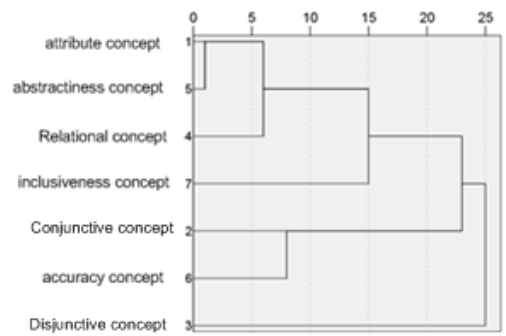 0 5 10 15 20 25
attribute concept 1
abstractiness concept 5
Relational concept 4
inclusiveness concept 7
Conjunctive concept 2
accuracy concept 6
Disjunctive concept 3